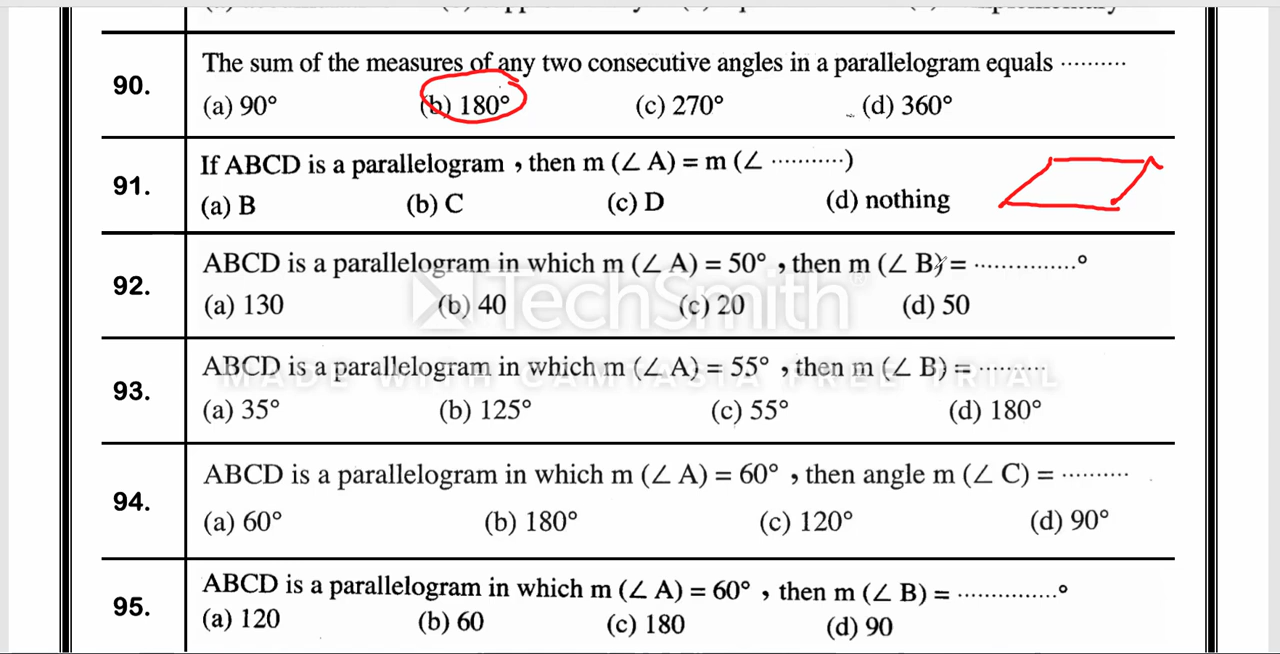 90. The sum of the measures of any two consecutive angles in a parallelogram equals ··········
(a) 90° (b) 180° (c) 270° (d) 360°
91. If ABCD is a parallelogram , then m (∠ A) = m (∠ ···········)
(a) B (b) C (c) D (d) nothing
92. ABCD is a parallelogram in which m (∠ A) = 50° , then m (∠ B) = ···············°
(a) 130 (b) 40 (c) 20 (d) 50
TechSmith®
93. ABCD is a parallelogram in which m (∠ A) = 55° , then m (∠ B) = ··········
MADE WITH CAMTASIA FREE TRIAL
(a) 35° (b) 125° (c) 55° (d) 180°
94. ABCD is a parallelogram in which m (∠ A) = 60° , then angle m (∠ C) = ··········
(a) 60° (b) 180° (c) 120° (d) 90°
95. ABCD is a parallelogram in which m (∠ A) = 60° , then m (∠ B) = ···············°
(a) 120 (b) 60 (c) 180 (d) 90